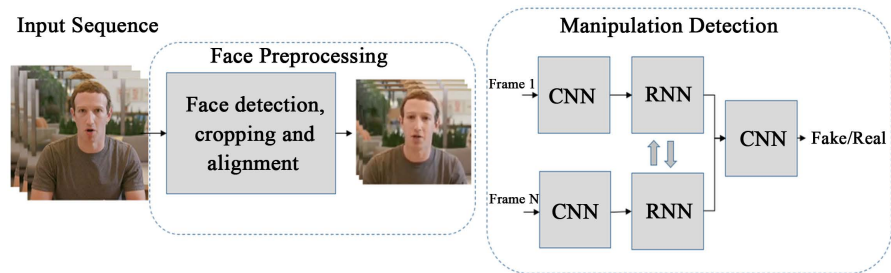 Input Sequence
Face Preprocessing
Face detection,
cropping and
alignment
Manipulation Detection
Frame 1
CNN
RNN
CNN
Fake/Real
Frame N
CNN
RNN